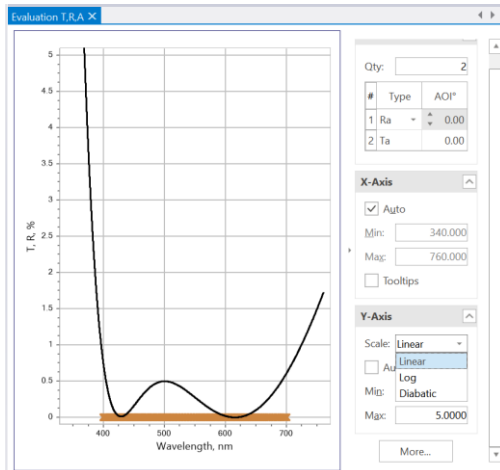 Evaluation T,R,A
T, R, %
5
4.5
4
3.5
3
2.5
2
1.5
1
0.5
0
400
500
600
700
Wavelength, nm
Qty:
2
# Type AOI°
1 Ra 0.00
2 Ta 0.00
X-Axis
Auto
Min: 340.000
Max: 760.000
Tooltips
Y-Axis
Scale: Linear
Linear
Au
Log
Diabatic
Min:
Max: 5.0000
More...